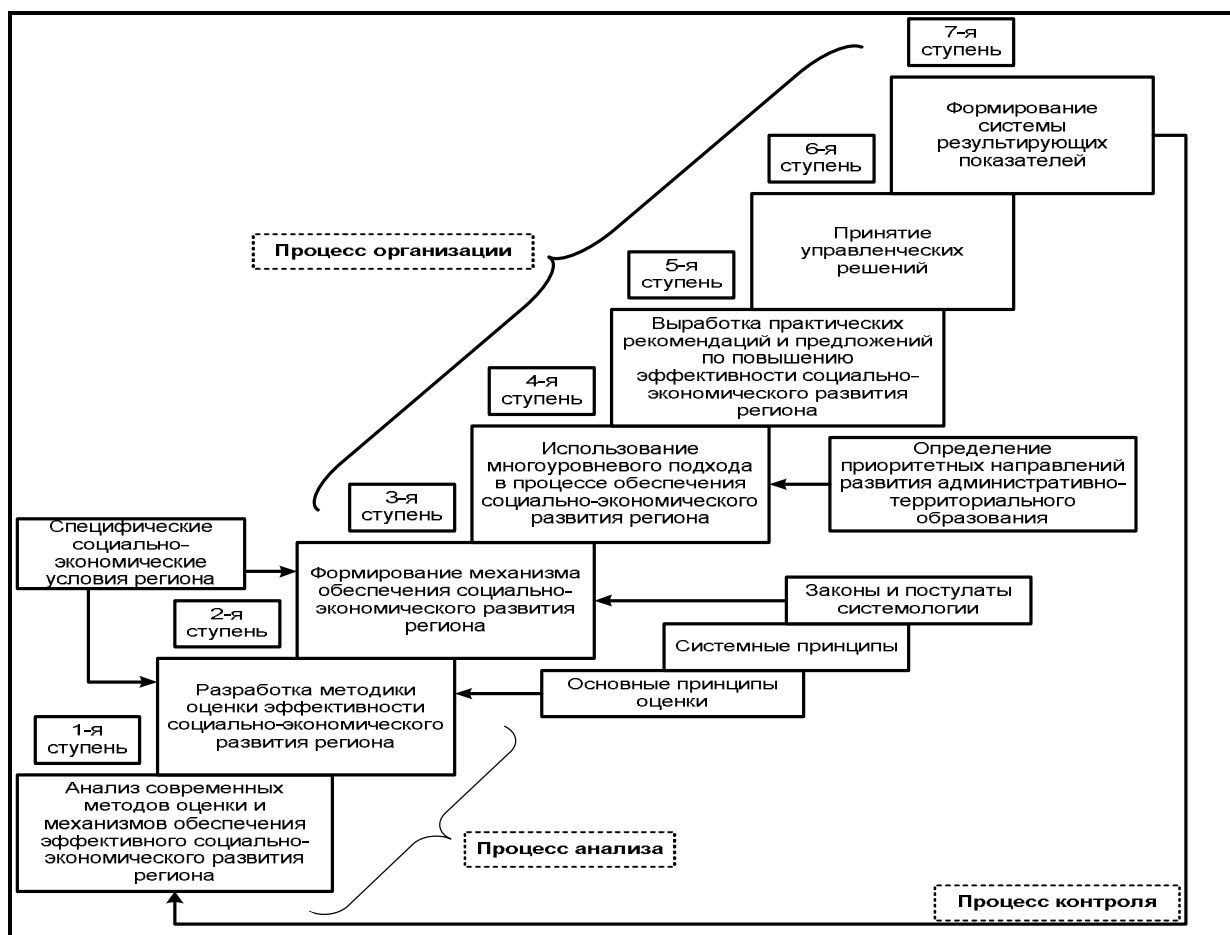 7-я
ступень
Формирование
системы
результирующих
показателей
6-я
ступень
Принятие
управленческих
решений
Процесс организации
5-я
ступень
Выработка практических
рекомендаций и предложений
по повышению
эффективности социально-
экономического развития
региона
4-я
ступень
Использование
многоуровневого подхода
в процессе обеспечения
социально-экономического
развития региона
Определение
приоритетных направлений
развития административно-
территориального
образования
3-я
ступень
Специфические
социально-
экономические
условия региона
Формирование механизма
обеспечения социально-
экономического развития
региона
Законы и постулаты
системологии
2-я
ступень
Системные принципы
Разработка методики
оценки эффективности
социально-экономического
развития региона
Основные принципы
оценки
1-я
ступень
Анализ современных
методов оценки и
механизмов обеспечения
эффективного социально-
экономического развития
региона
Процесс анализа
Процесс контроля